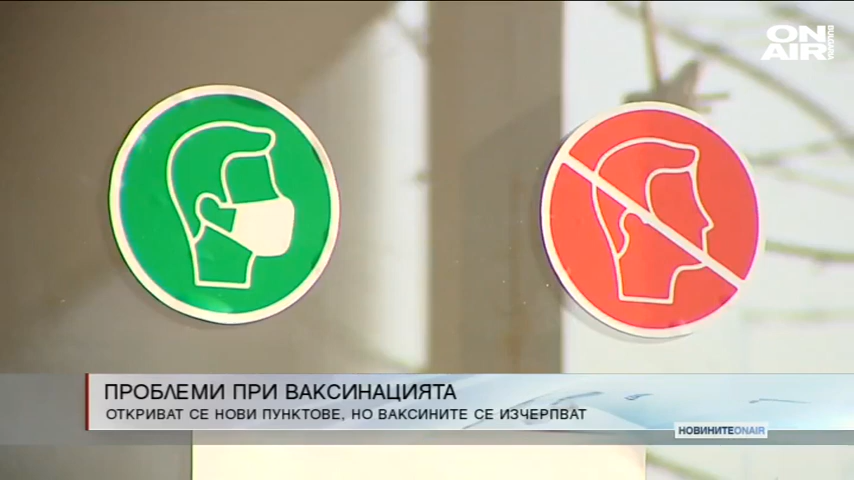 ON
AIR
BULGARIA
ПРОБЛЕМИ ПРИ ВАКСИНАЦИЯТА
ОТКРИВАТ СЕ НОВИ ПУНКТОВЕ, НО ВАКСИНИТЕ СЕ ИЗЧЕРПВАТ
НОВИНИТЕONAIR